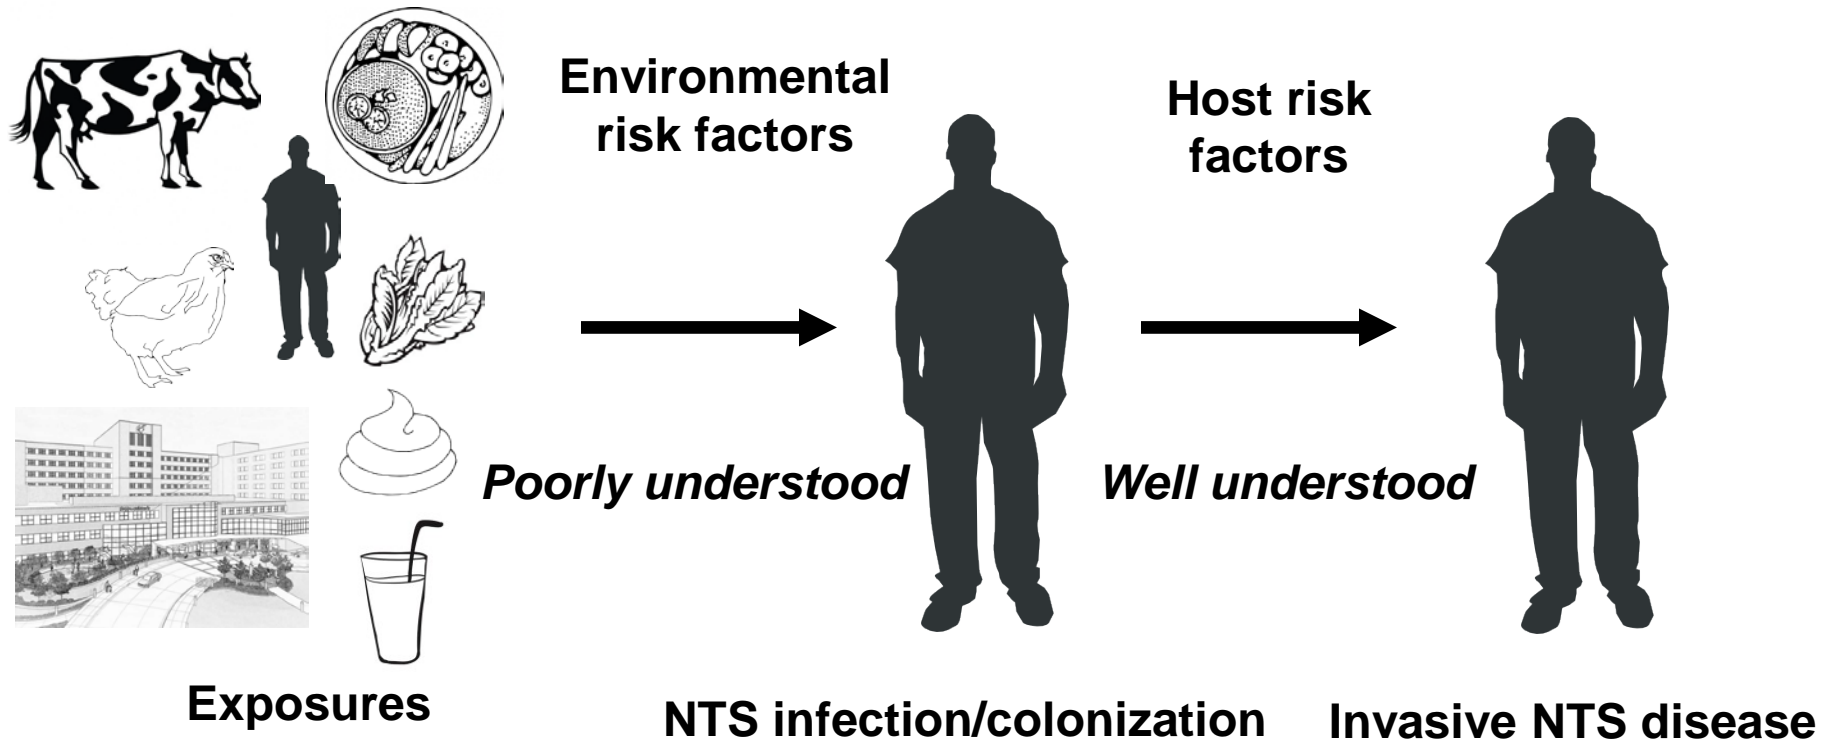 Environmental
risk factors
Host risk
factors
Poorly understood
Well understood
Exposures
NTS infection/colonization
Invasive NTS disease